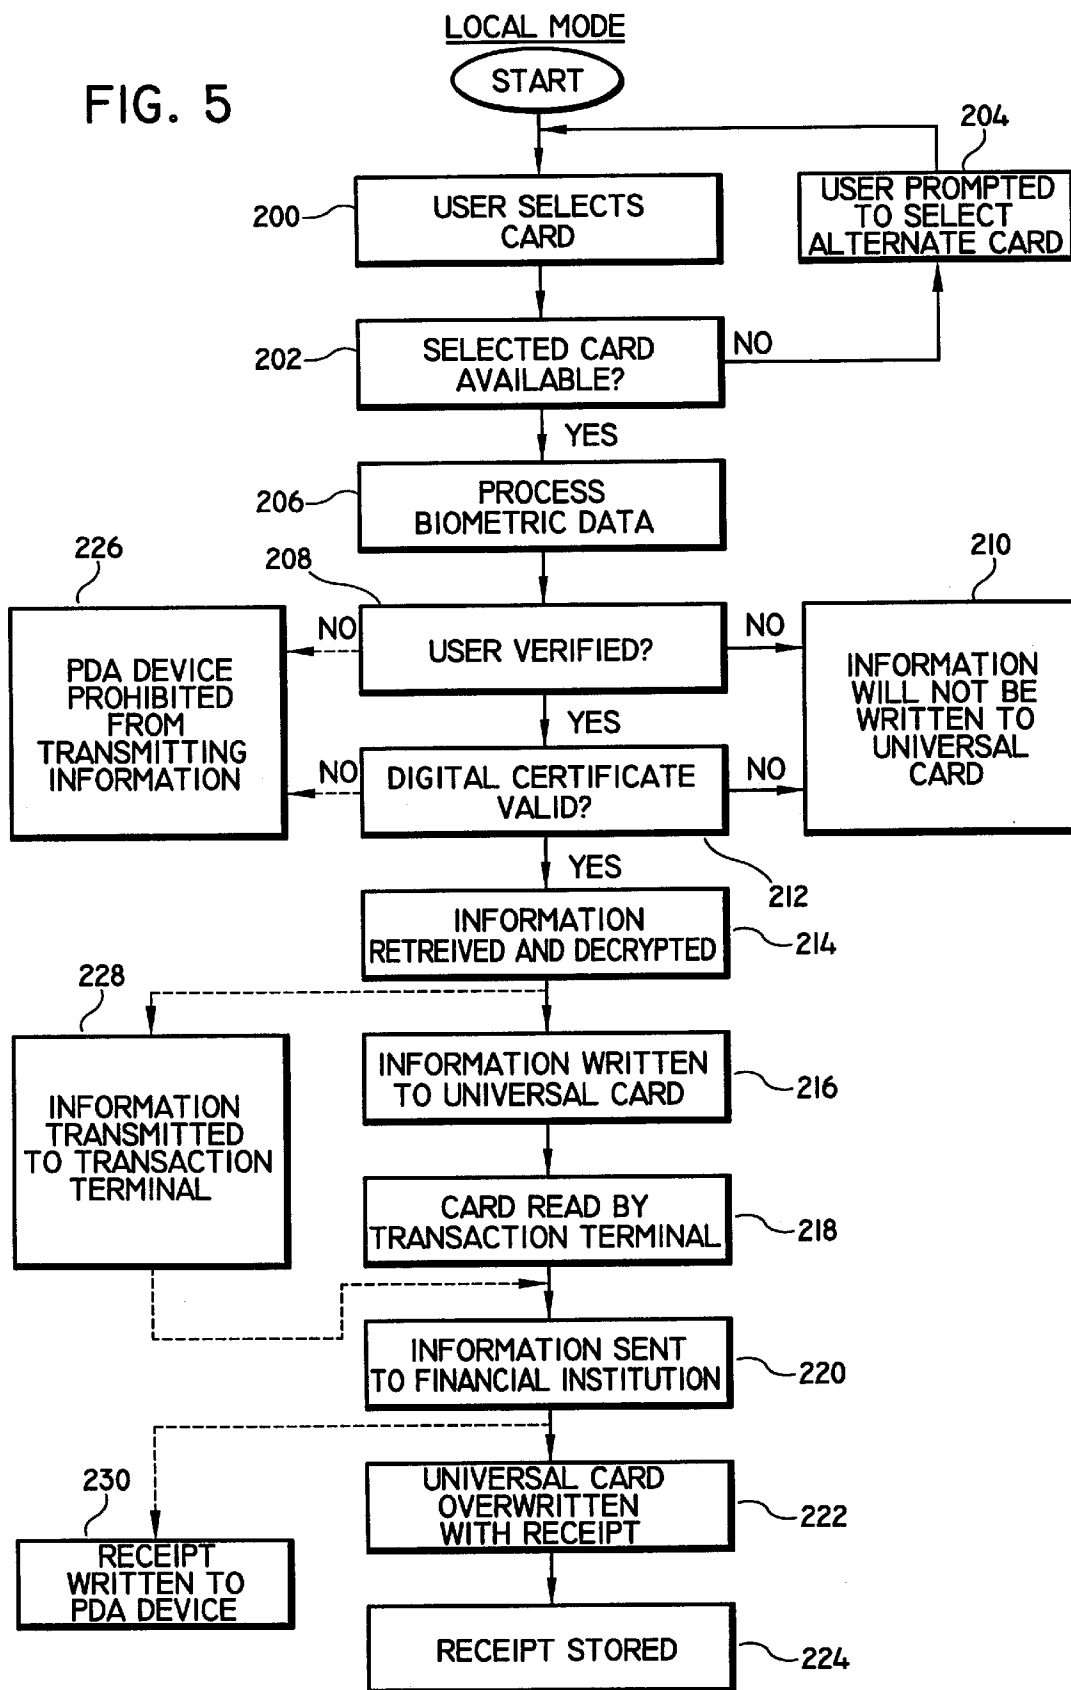 LOCAL MODE
START
FIG. 5
204
USER PROMPTED
TO SELECT
ALTERNATE CARD
200
USER SELECTS
CARD
202
SELECTED CARD
AVAILABLE?
NO
YES
206
PROCESS
BIOMETRIC DATA
226
208
210
PDA DEVICE
PROHIBITED
FROM
TRANSMITTING
INFORMATION
NO
USER VERIFIED?
NO
INFORMATION
WILL NOT BE
WRITTEN TO
UNIVERSAL
CARD
YES
NO
DIGITAL CERTIFICATE
VALID?
NO
YES
212
INFORMATION
RETREIVED AND DECRYPTED
214
228
INFORMATION
TRANSMITTED
TO TRANSACTION
TERMINAL
INFORMATION WRITTEN
TO UNIVERSAL CARD
216
CARD READ BY
TRANSACTION TERMINAL
218
INFORMATION SENT
TO FINANCIAL INSTITUTION
220
230
UNIVERSAL CARD
OVERWRITTEN
WITH RECEIPT
222
RECEIPT
WRITTEN TO
PDA DEVICE
RECEIPT STORED
224